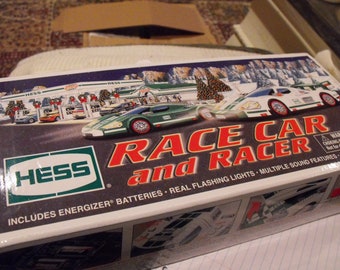 RACE CAR
and RACER
HESS
INCLUDES ENERGIZER® BATTERIES • REAL FLASHING LIGHTS • MULTIPLE SOUND FEATURES